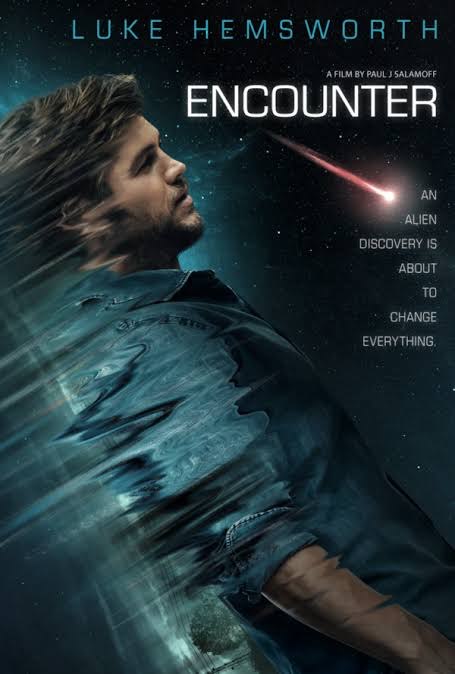 LUKE HEMSWORTH
A FILM BY PAUL J SALAMOFF
ENCOUNTER
AN
ALIEN
DISCOVERY IS
ABOUT
TO
CHANGE
EVERYTHING.